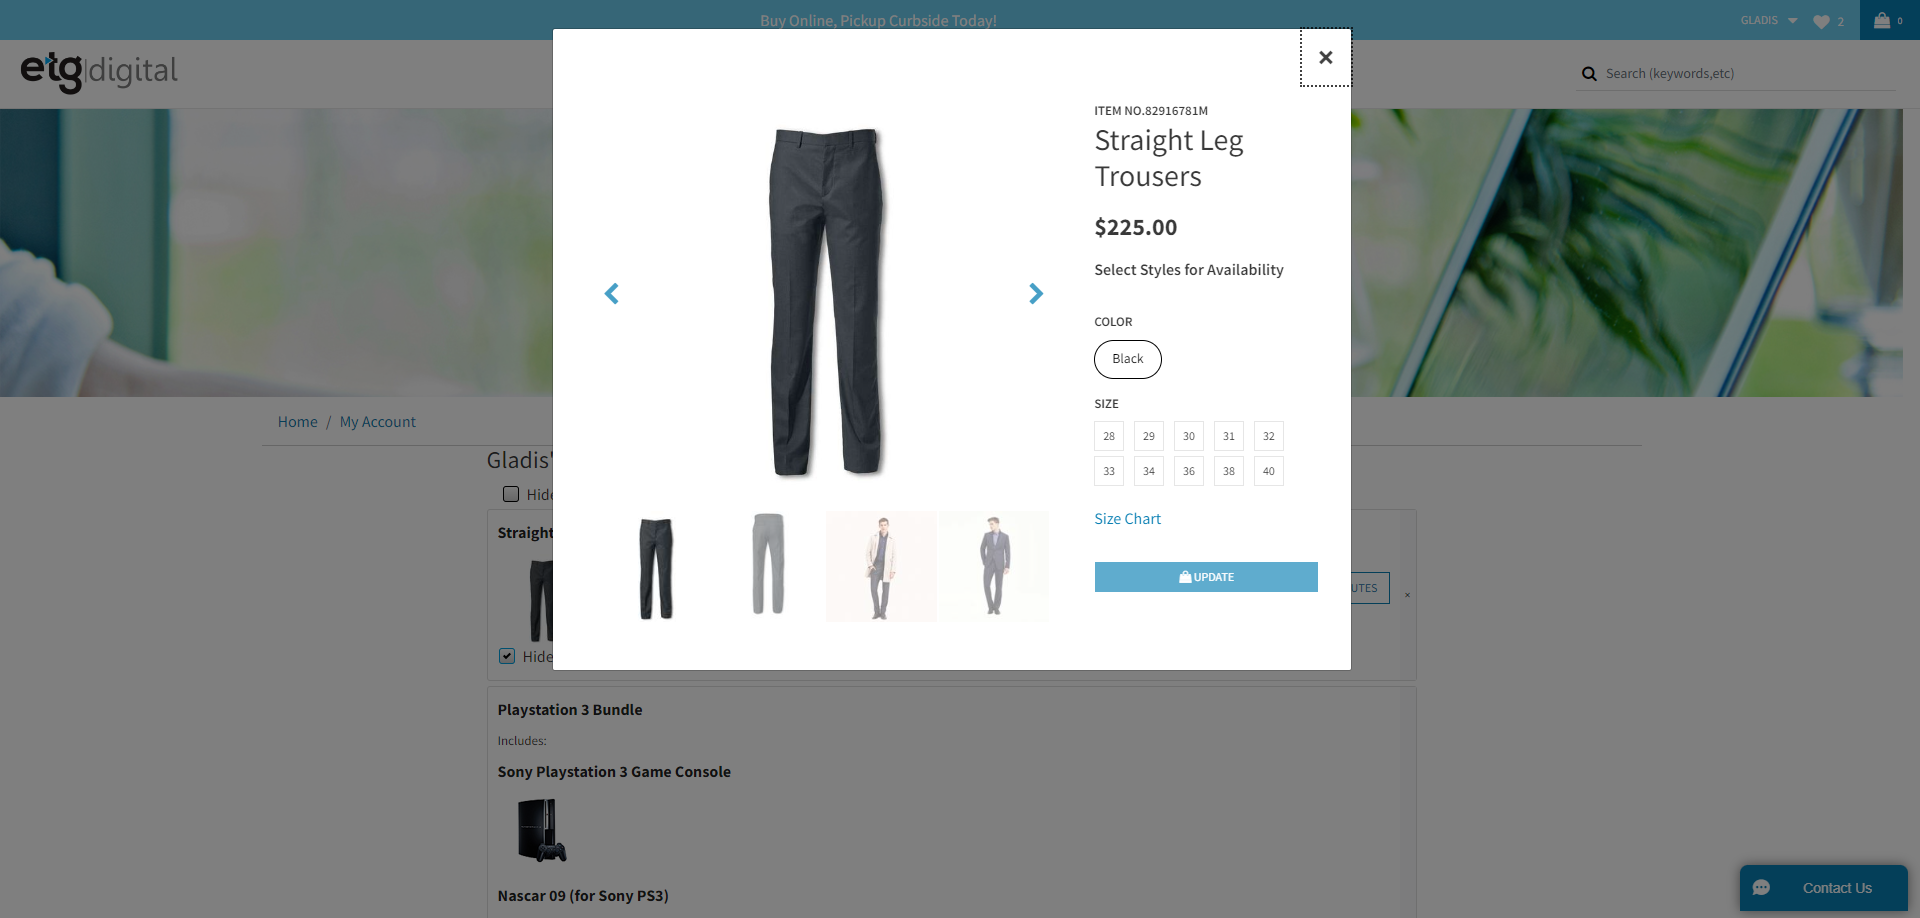 Buy Online, Pickup Curbside Today!
GLADIS
2
0
etg|digital
Search (keywords,etc)
×
ITEM NO.82916781M
Straight Leg
Trousers
$225.00
Select Styles for Availability
COLOR
Black
SIZE
28 29 30 31 32
33 34 36 38 40
Size Chart
UPDATE
Home / My Account
Gladis'
Hide
Straight
UTES
×
Hide
Playstation 3 Bundle
Includes:
Sony Playstation 3 Game Console
Nascar 09 (for Sony PS3)
Contact Us